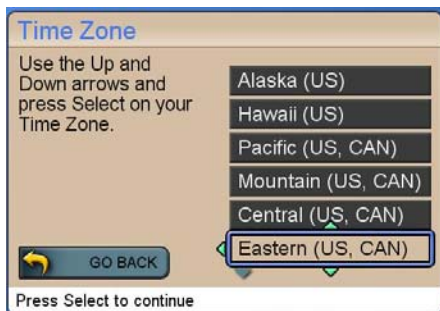 Time Zone
Use the Up and
Down arrows and
press Select on your
Time Zone.
Alaska (US)
Hawaii (US)
Pacific (US, CAN)
Mountain (US, CAN)
Central (US, CAN)
Eastern (US, CAN)
GO BACK
Press Select to continue